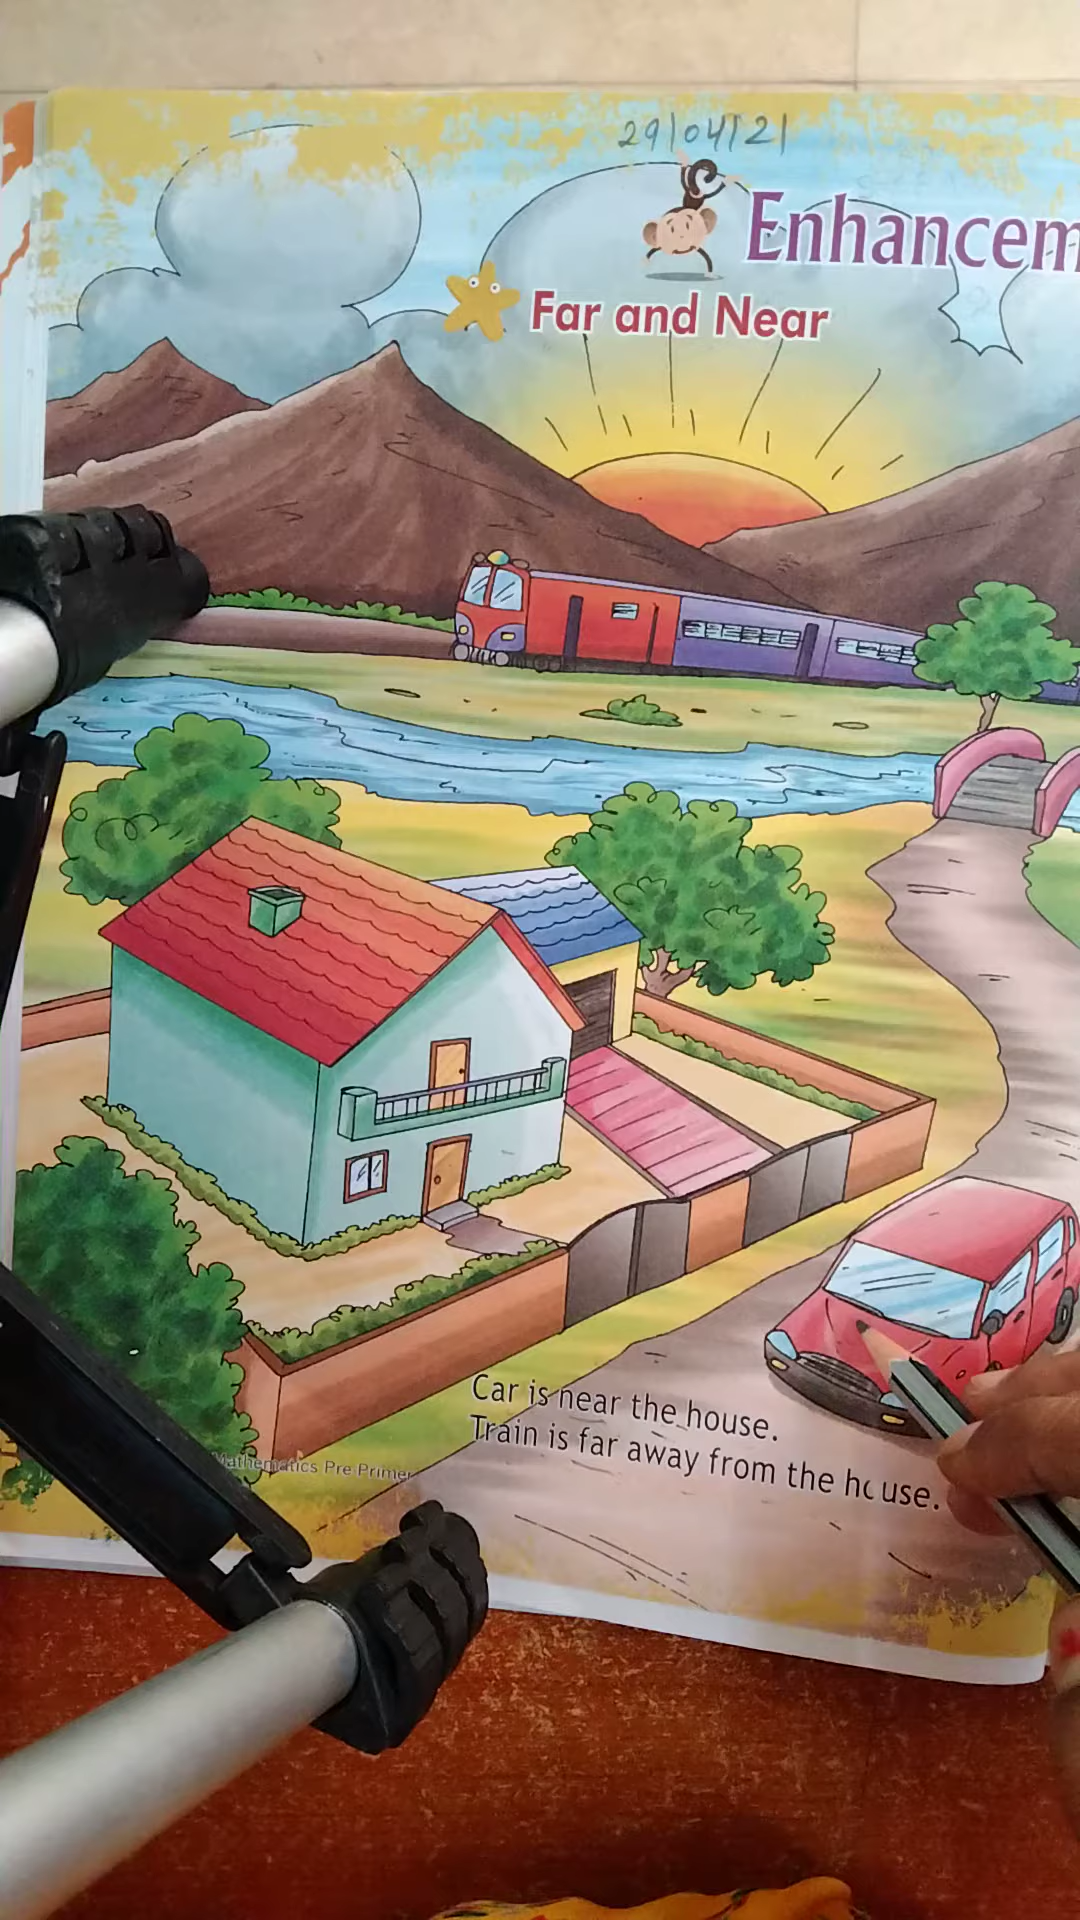 29/04/21
Far and Near
Car is near the house.
Train is far away from the house.
Mathematics Pre Primer